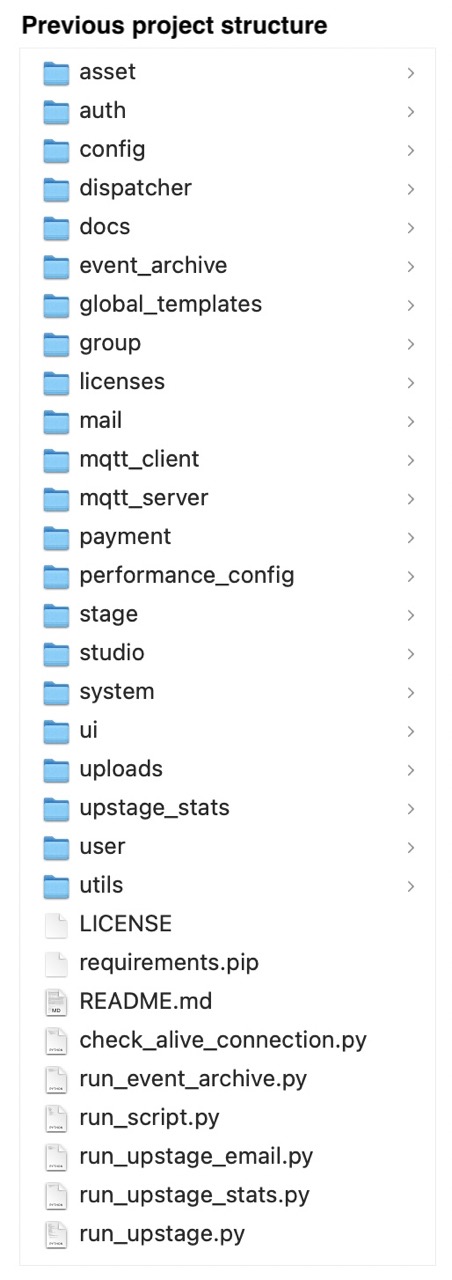 Previous project structure
asset
auth
config
dispatcher
docs
event_archive
global_templates
group
licenses
mail
mqtt_client
mqtt_server
payment
performance_config
stage
studio
system
ui
uploads
upstage_stats
user
utils
LICENSE
requirements.pip
README.md
check_alive_connection.py
run_event_archive.py
run_script.py
run_upstage_email.py
run_upstage_stats.py
run_upstage.py